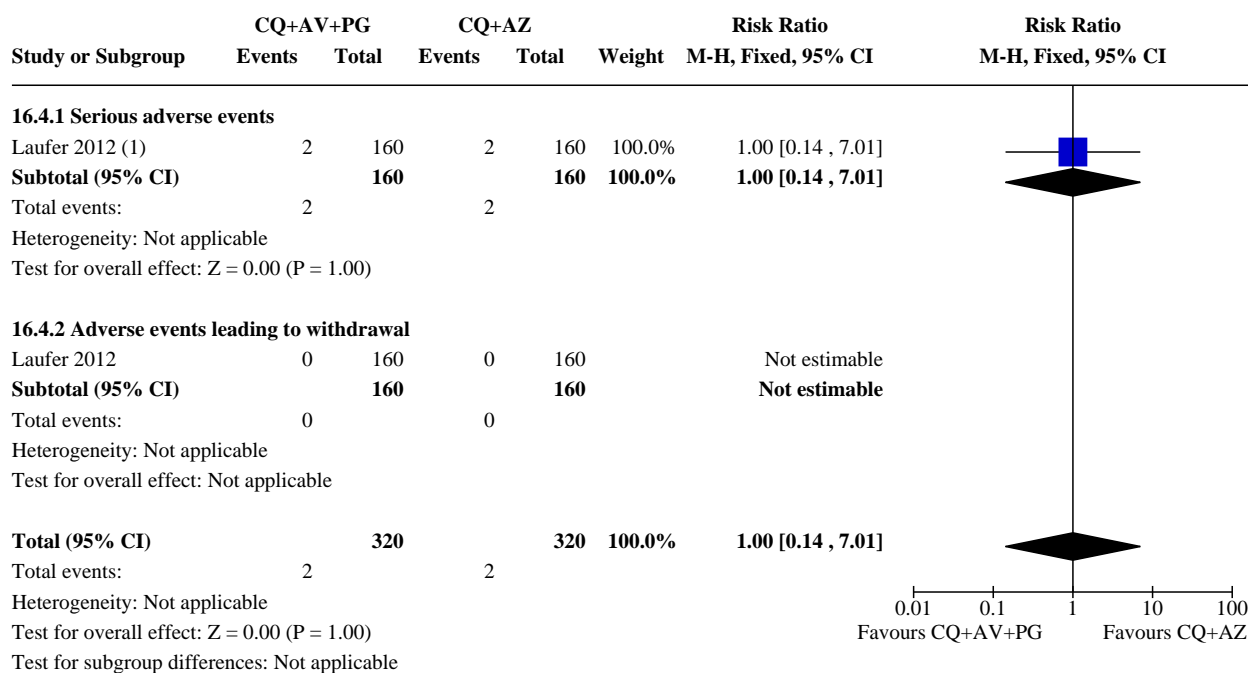 CQ+AV+PG CQ+AZ Risk Ratio Risk Ratio
Study or Subgroup Events Total Events Total Weight M-H, Fixed, 95% CI M-H, Fixed, 95% CI
16.4.1 Serious adverse events
Laufer 2012 (1) 2 160 2 160 100.0% 1.00 [0.14 , 7.01]
Subtotal (95% CI) 160 160 100.0% 1.00 [0.14 , 7.01]
Total events: 2 2
Heterogeneity: Not applicable
Test for overall effect: Z = 0.00 (P = 1.00)
16.4.2 Adverse events leading to withdrawal
Laufer 2012 0 160 0 160 Not estimable
Subtotal (95% CI) 160 160 Not estimable
Total events: 0 0
Heterogeneity: Not applicable
Test for overall effect: Not applicable
Total (95% CI) 320 320 100.0% 1.00 [0.14 , 7.01]
Total events: 2 2
Heterogeneity: Not applicable 0.01 0.1 1 10 100
Test for overall effect: Z = 0.00 (P = 1.00) Favours CQ+AV+PG Favours CQ+AZ
Test for subgroup differences: Not applicable